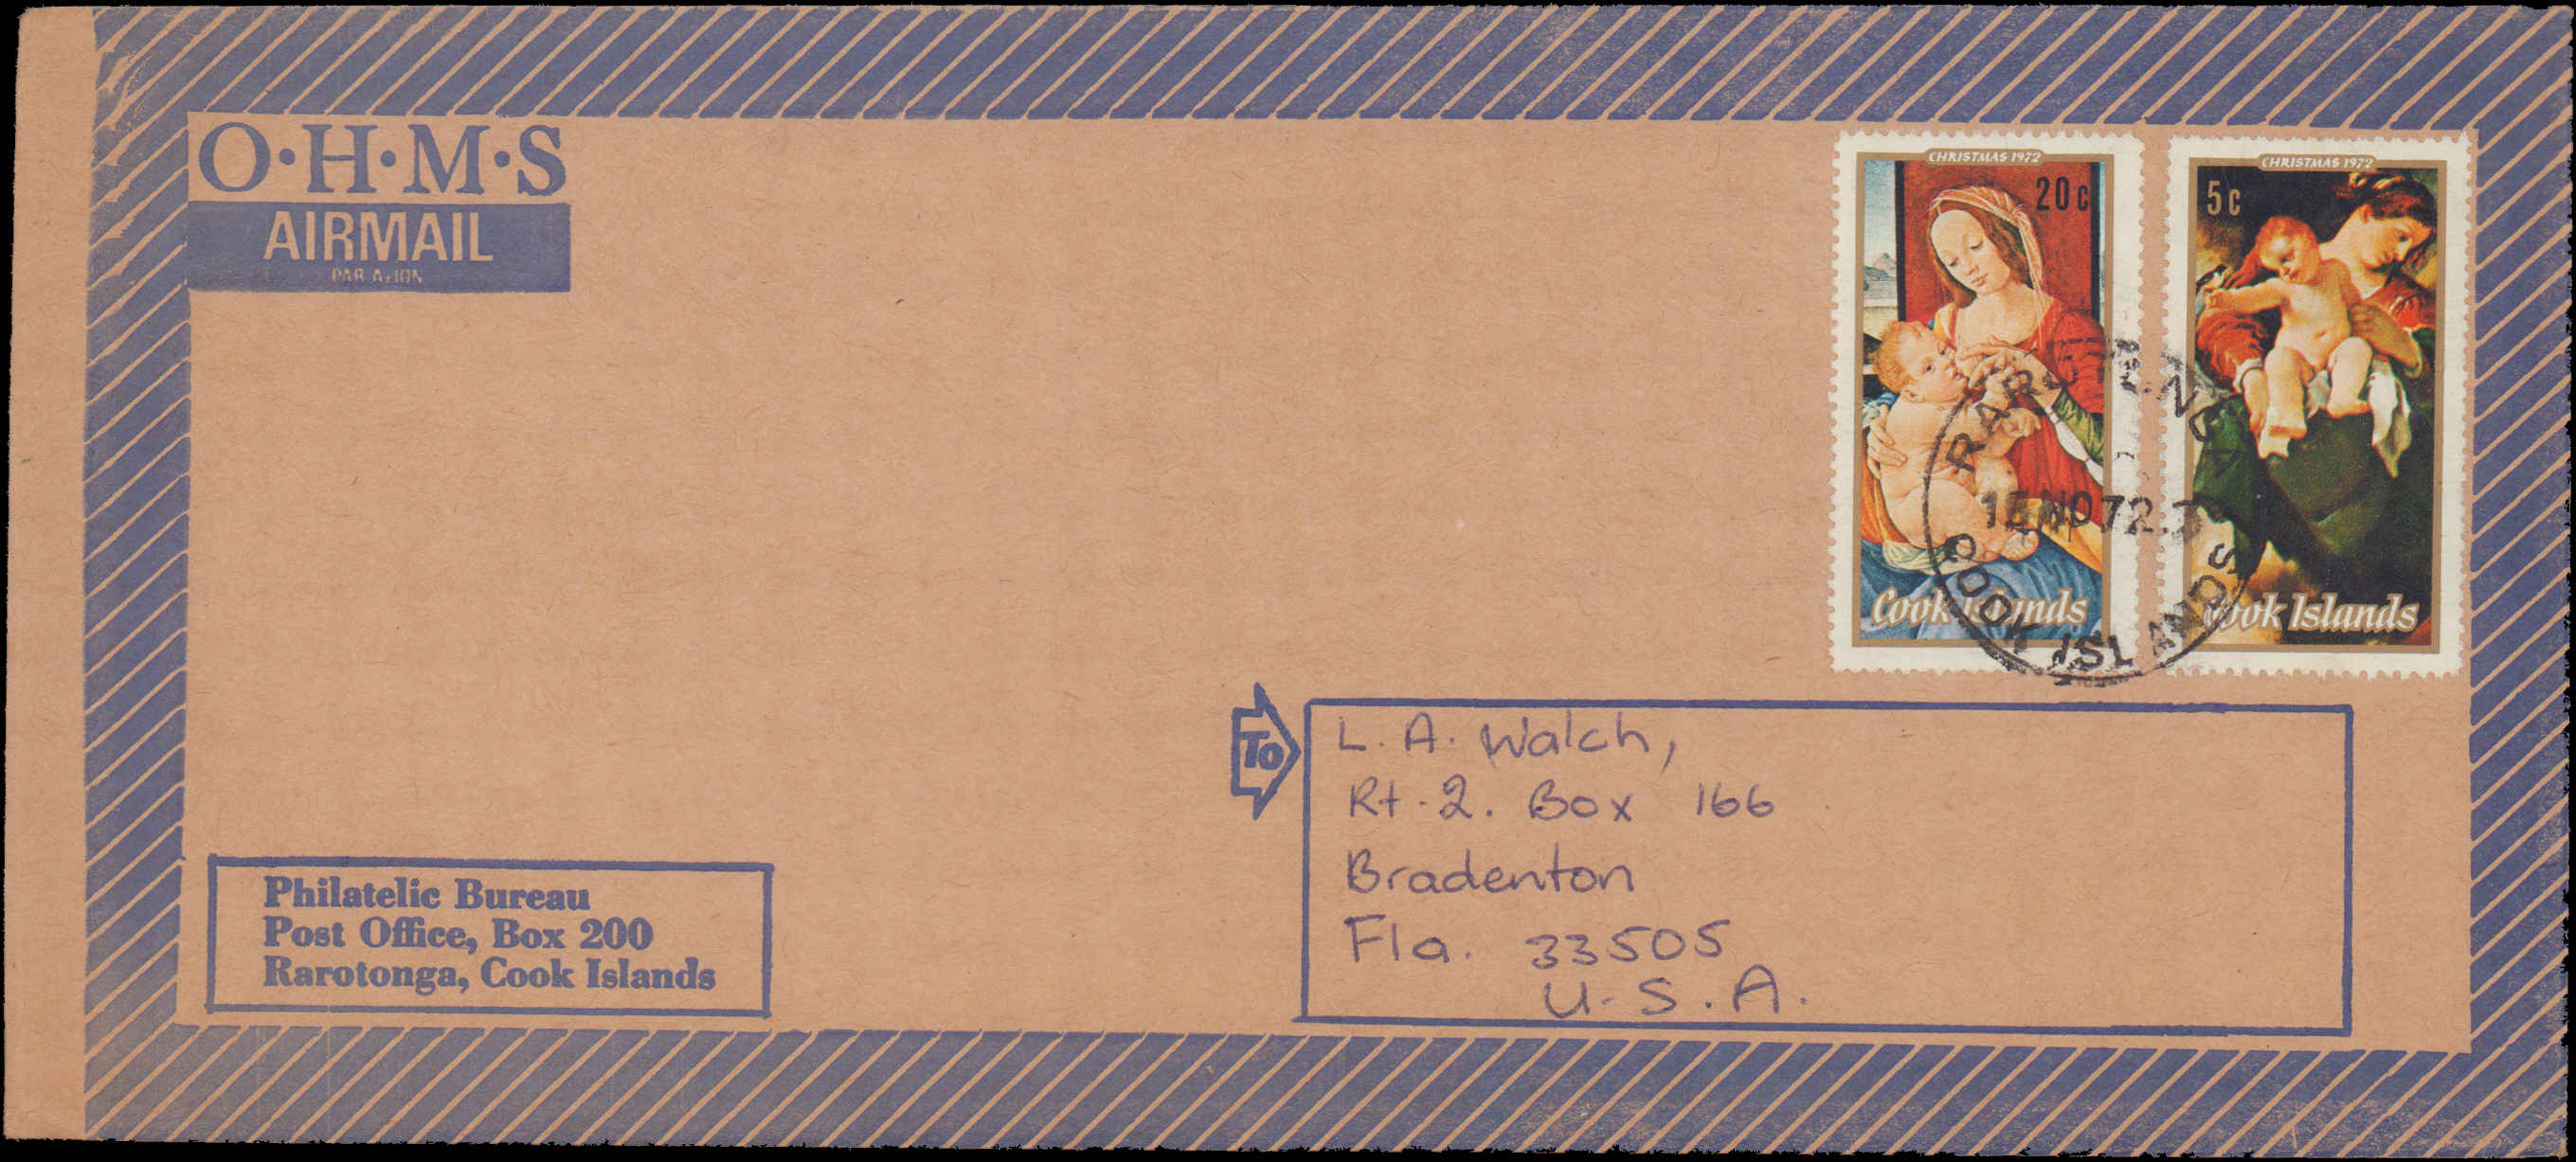 O·H·M·S
AIRMAIL
PAR AVION
CHRISTMAS 1972
20c
Cook Islands
CHRISTMAS 1972
5c
Cook Islands
RAROTONGA
NO 72
COOK ISLANDS
TO
L. A. Walch,
Rt. 2. Box 166
Bradenton
Fla. 33505
U.S.A.
Philatelic Bureau
Post Office, Box 200
Rarotonga, Cook Islands